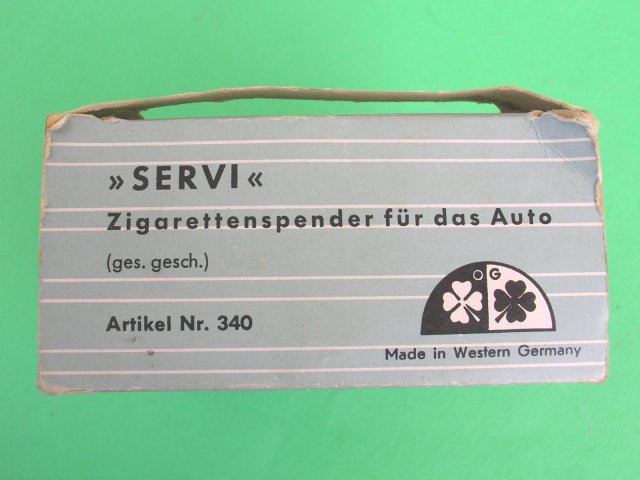 »SERVI«
Zigarettenspender für das Auto
(ges. gesch.)
Artikel Nr. 340
O G
Made in Western Germany